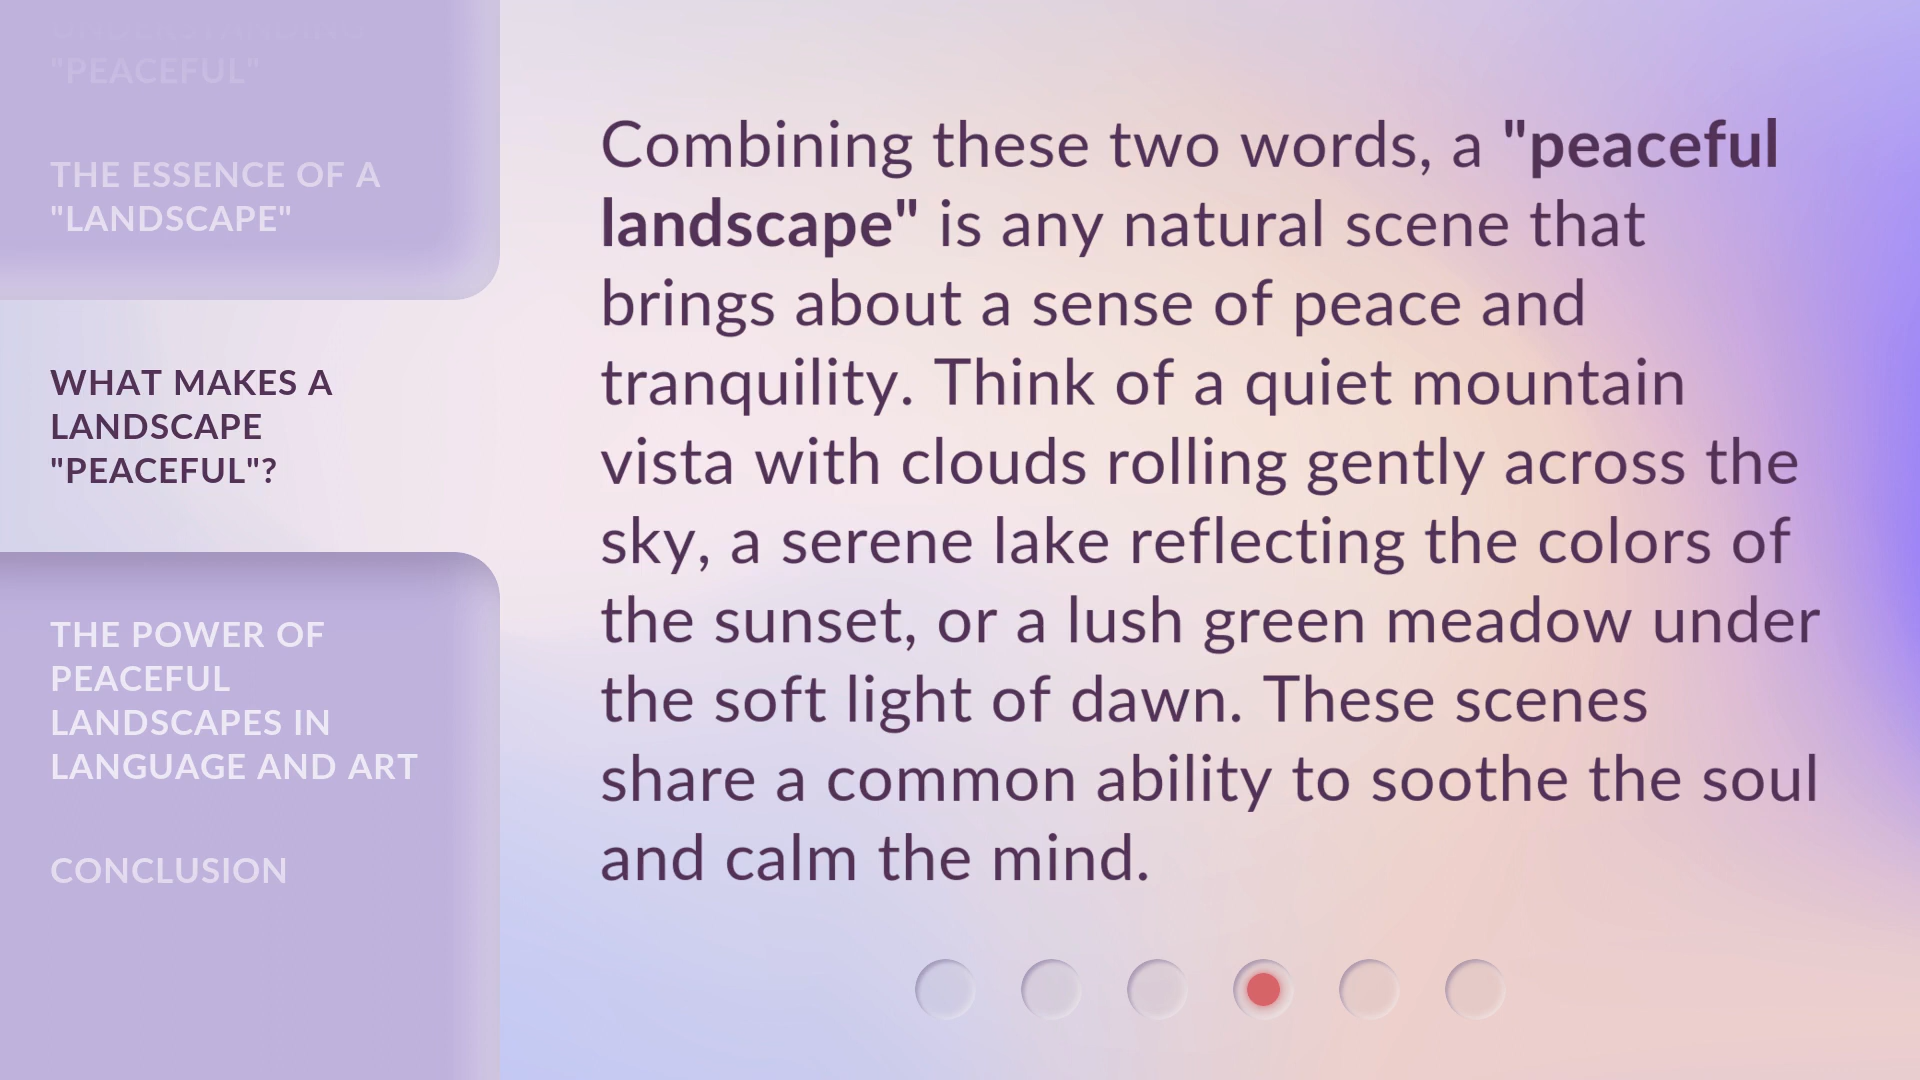 "PEACEFUL"
THE ESSENCE OF A
"LANDSCAPE"
WHAT MAKES A
LANDSCAPE
"PEACEFUL"?
THE POWER OF
PEACEFUL
LANDSCAPES IN
LANGUAGE AND ART
CONCLUSION
Combining these two words, a "peaceful
landscape" is any natural scene that
brings about a sense of peace and
tranquility. Think of a quiet mountain
vista with clouds rolling gently across the
sky, a serene lake reflecting the colors of
the sunset, or a lush green meadow under
the soft light of dawn. These scenes
share a common ability to soothe the soul
and calm the mind.